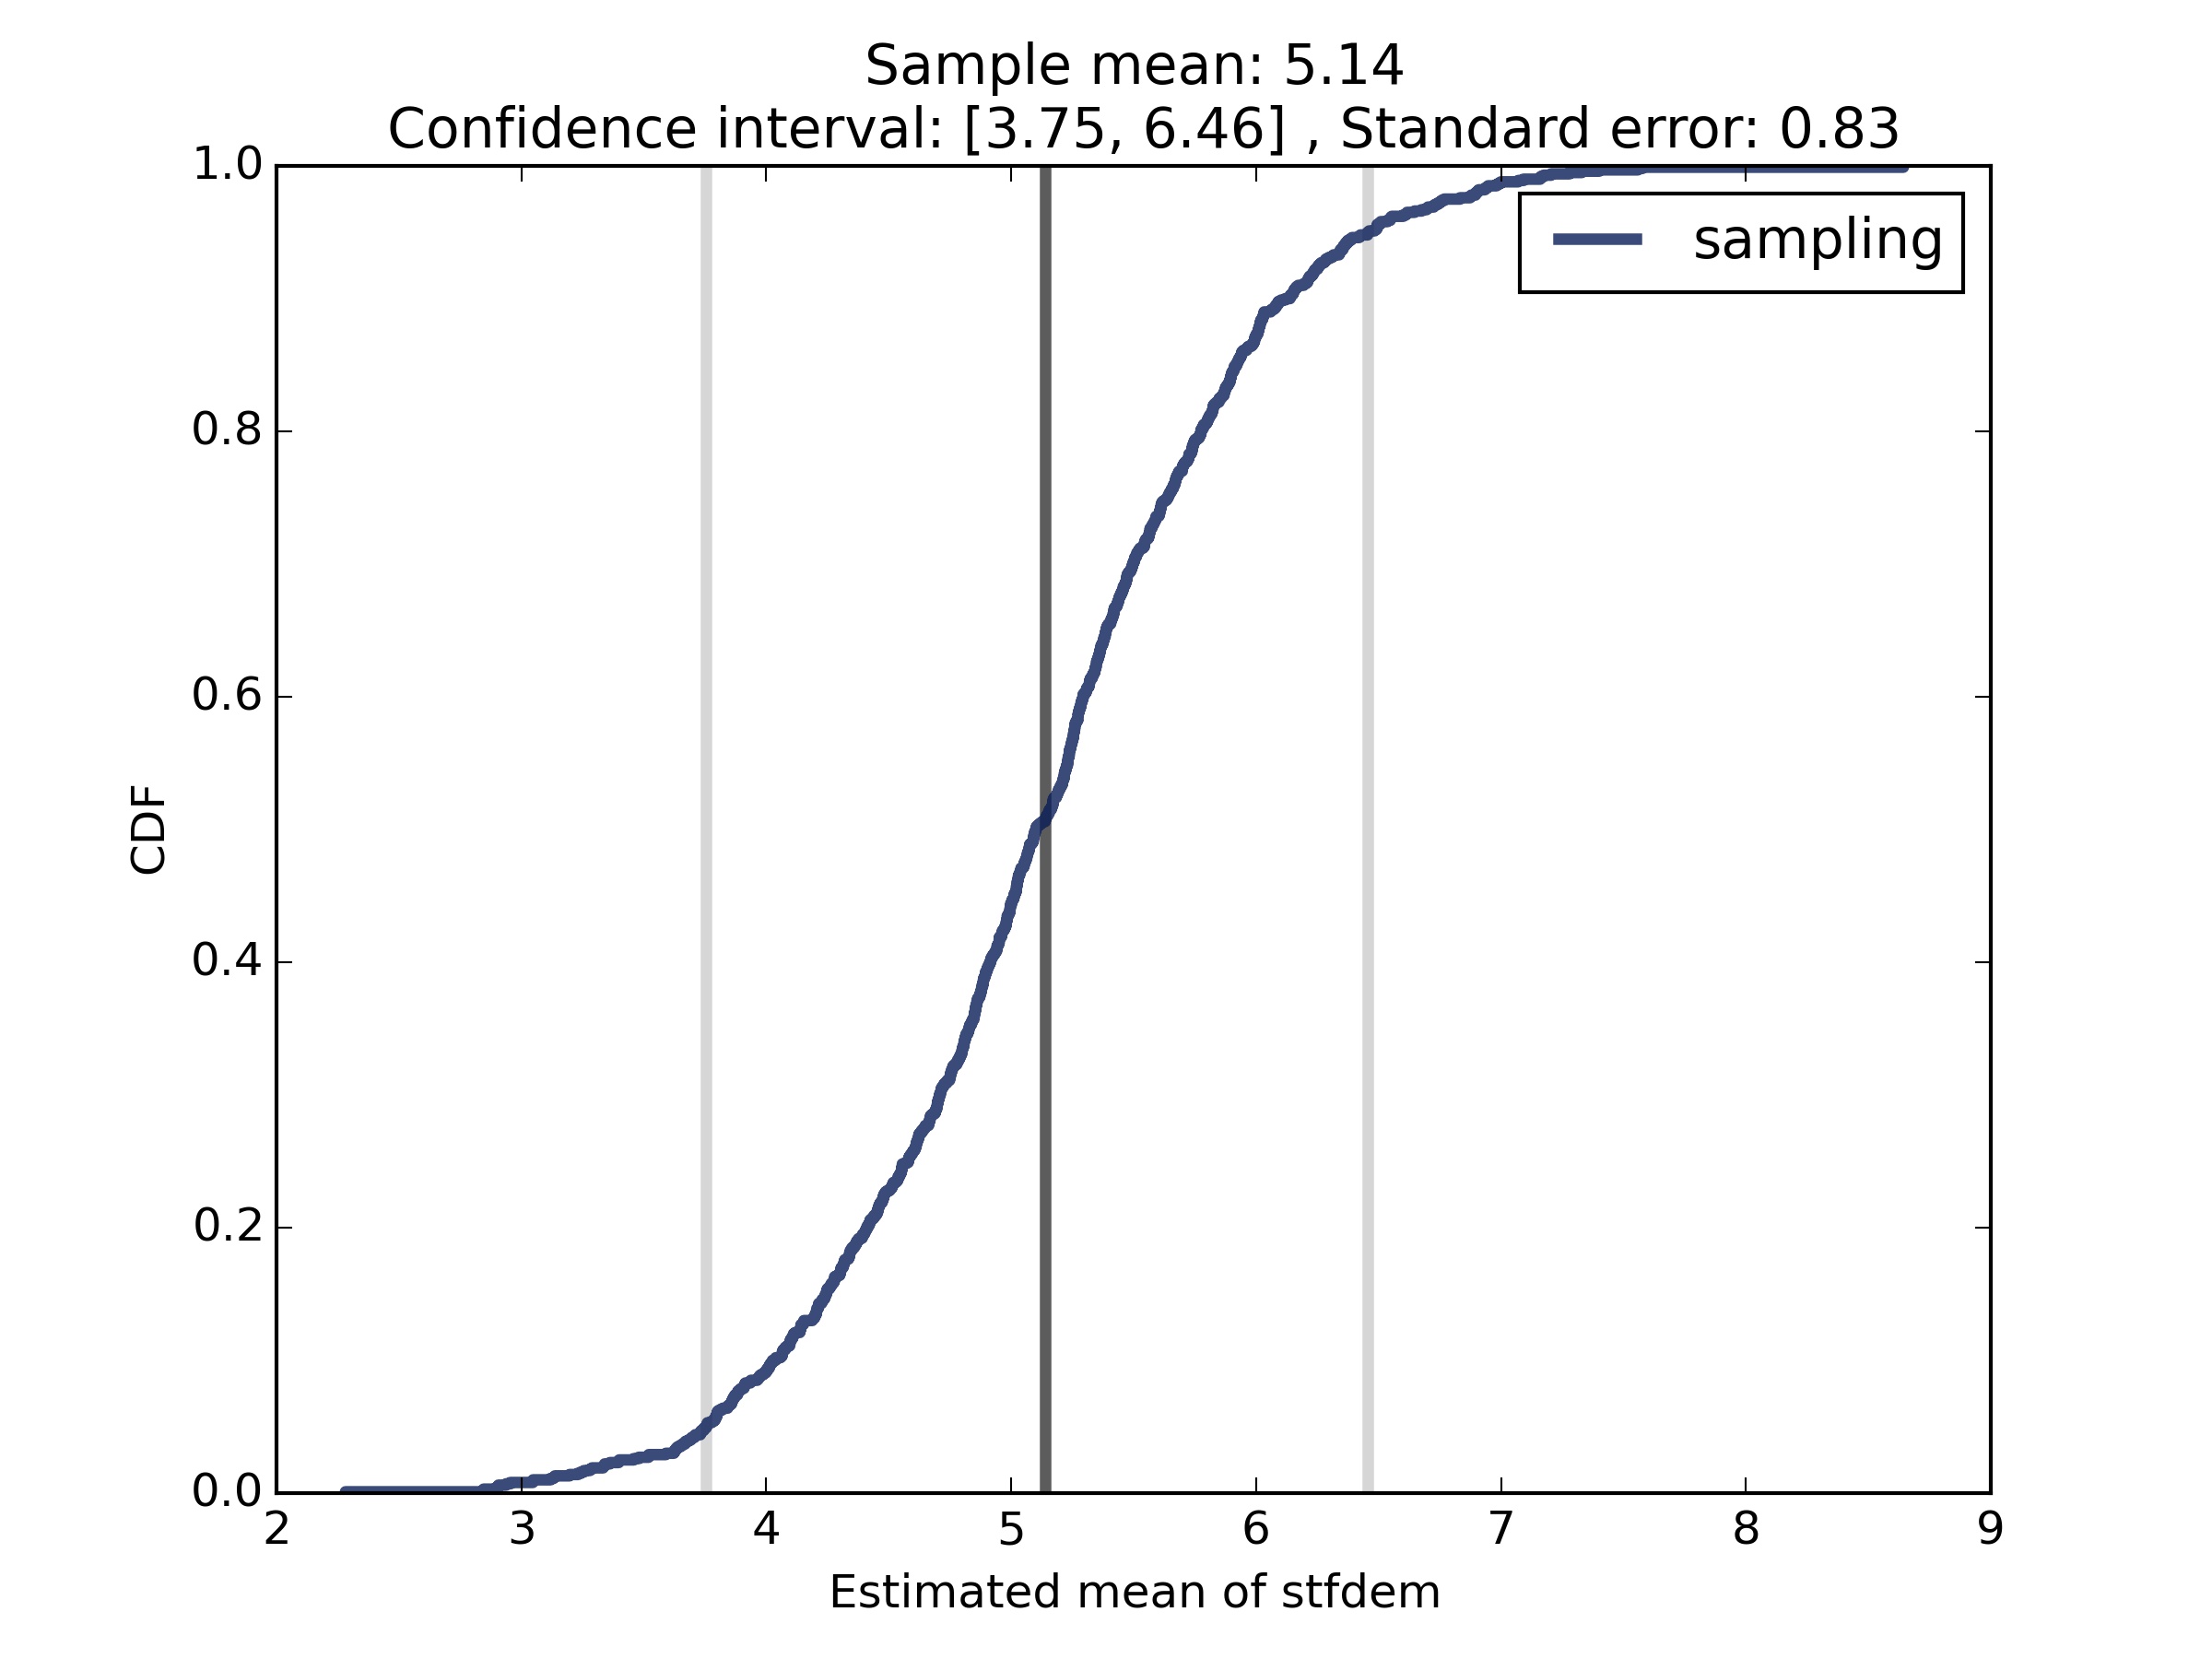 Sample mean: 5.14
Confidence interval: [3.75, 6.46] , Standard error: 0.83
1.0
sampling
0.8
0.6
CDF
0.4
0.2
0.0
2 3 4 5 6 7 8 9
Estimated mean of stfdem